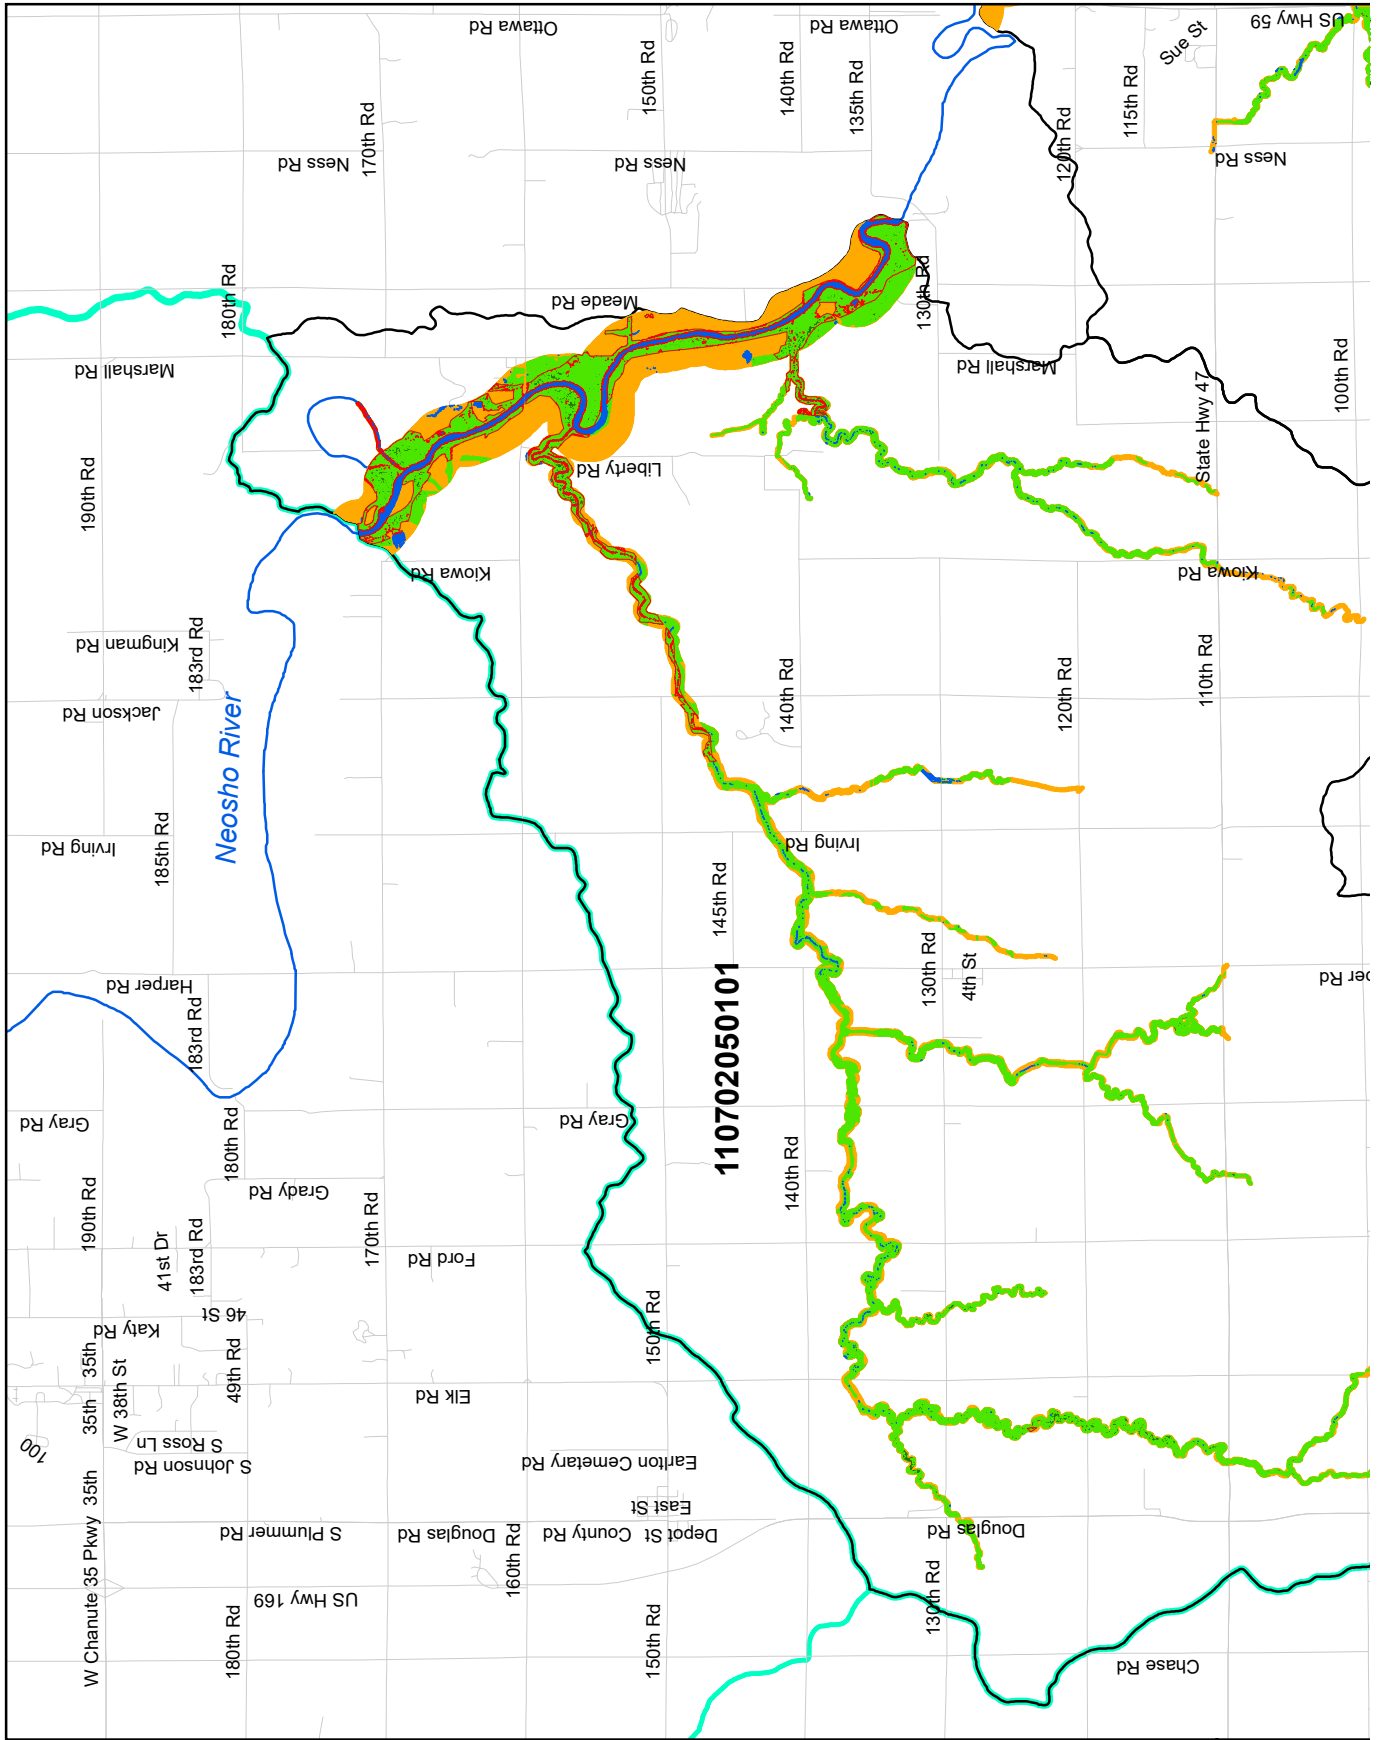 Ottawa Rd
Ottawa Rd
US Hwy 59
Sue St
150th Rd
140th Rd
135th Rd
115th Rd
170th Rd
Ness Rd
Ness Rd
120th Rd
Ness Rd
180th Rd
Meade Rd
130th Rd
Marshall Rd
Marshall Rd
100th Rd
State Hwy 47
190th Rd
Liberty Rd
Kiowa Rd
Kiowa Rd
Kingman Rd
183rd Rd
Jackson Rd
Neosho River
140th Rd
120th Rd
110th Rd
Irving Rd
185th Rd
Irving Rd
145th Rd
Harper Rd
183rd Rd
110702050101
130th Rd
4th St
per Rd
Gray Rd
180th Rd
Gray Rd
190th Rd
Grady Rd
140th Rd
41st Dr
183rd Rd
170th Rd
Ford Rd
46 St
Katy Rd
150th Rd
35th
W 38th St
49th Rd
Elk Rd
35th
100
S Ross Ln
S Johnson Rd
Earlton Cemetary Rd
35th
East St
W Chanute 35 Pkwy
S Plummer Rd
Douglas Rd
160th Rd
County Rd
Depot St
Douglas Rd
US Hwy 169
180th Rd
150th Rd
130th Rd
Chase Rd